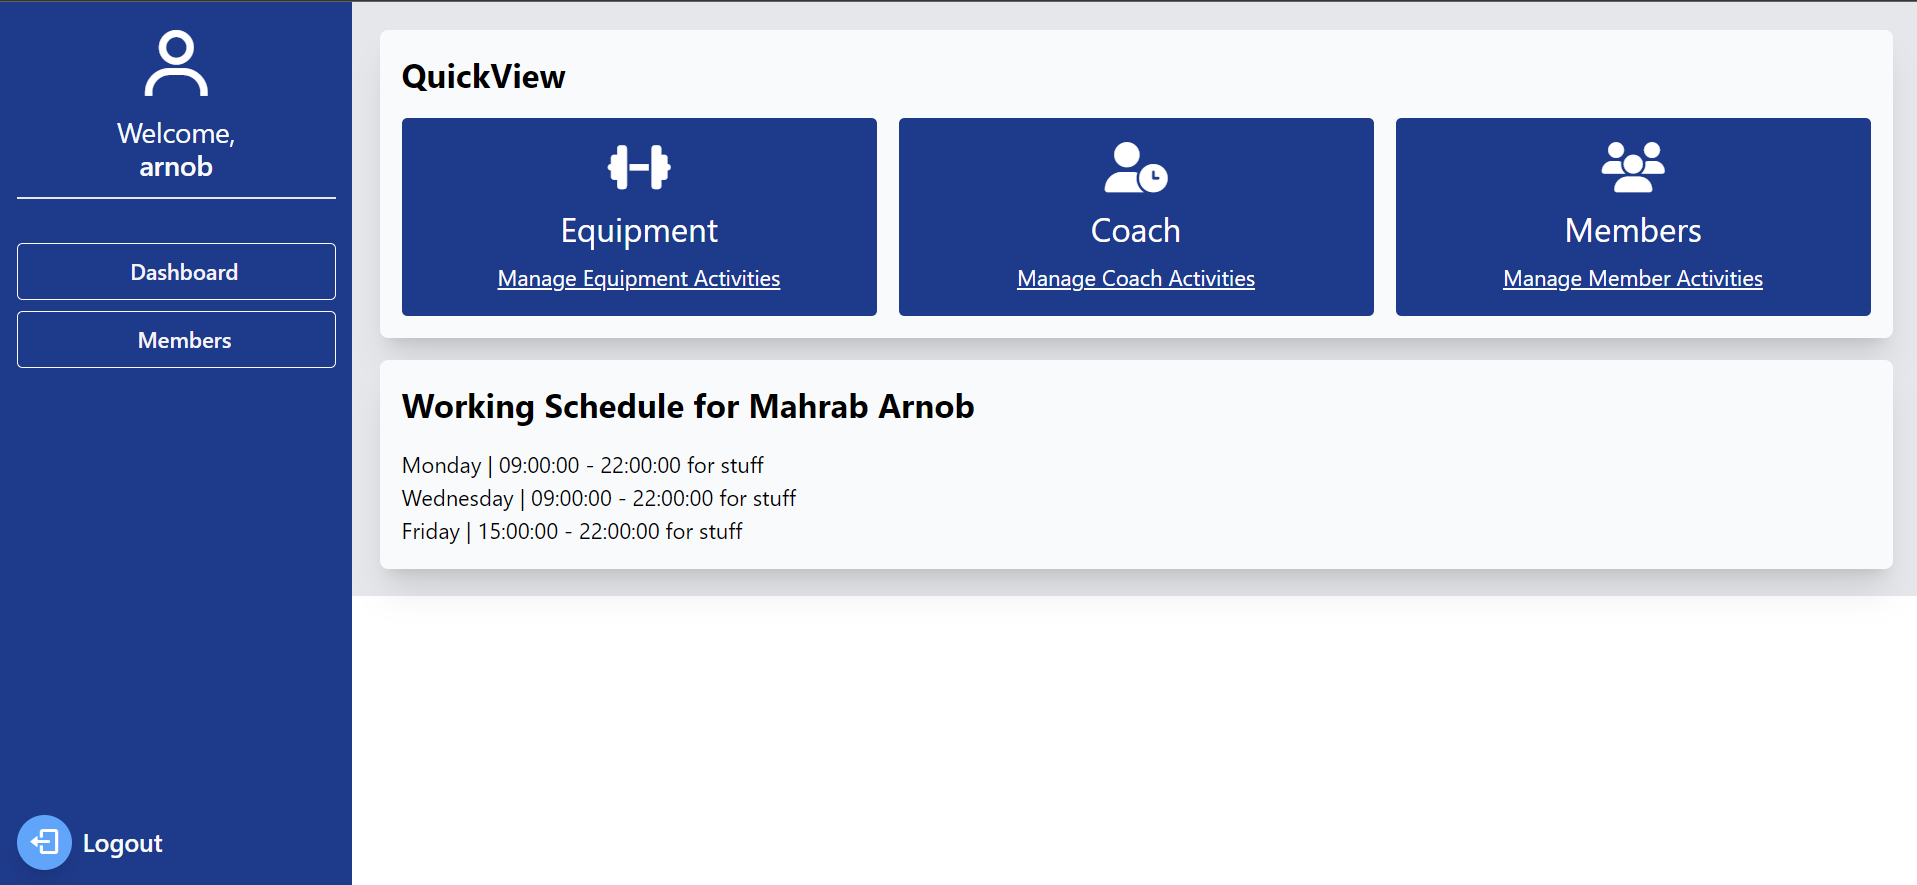 Welcome,
arnob
Dashboard
Members
Logout
QuickView
Equipment
Manage Equipment Activities
Coach
Manage Coach Activities
Members
Manage Member Activities
Working Schedule for Mahrab Arnob
Monday | 09:00:00 - 22:00:00 for stuff
Wednesday | 09:00:00 - 22:00:00 for stuff
Friday | 15:00:00 - 22:00:00 for stuff